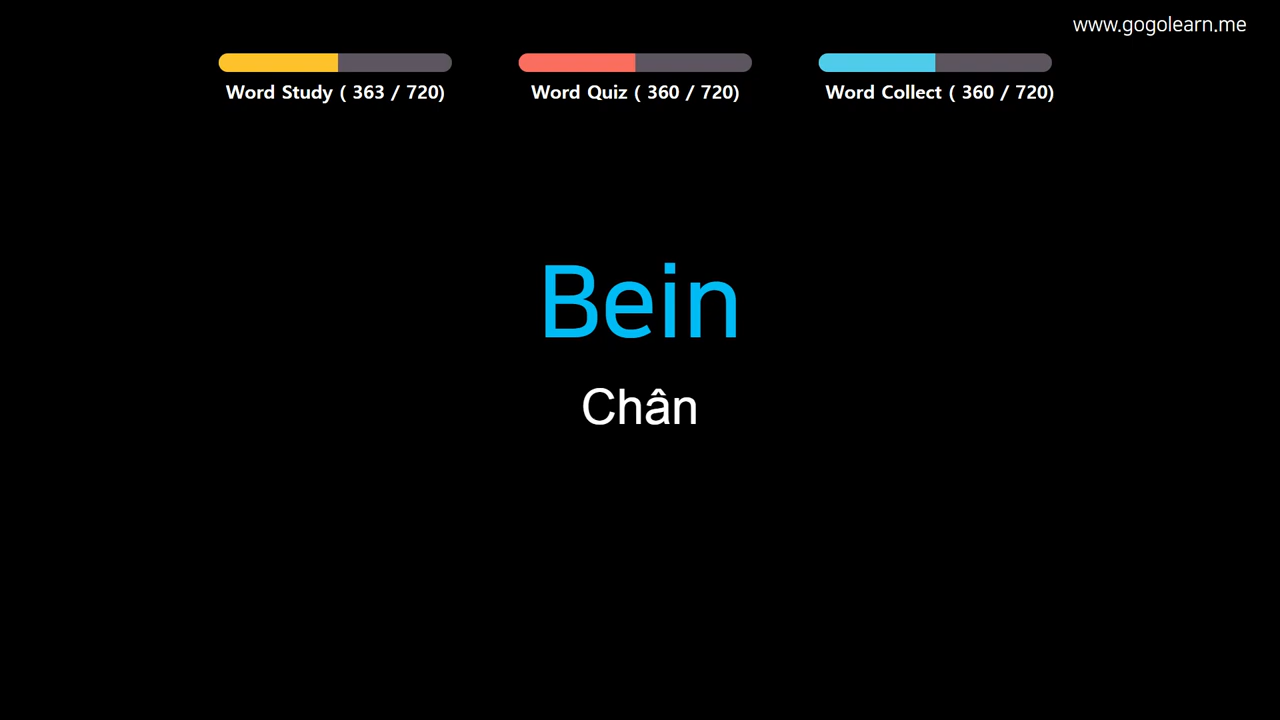 www.gogolearn.me
Word Study ( 363 / 720)
Word Quiz ( 360 / 720)
Word Collect ( 360 / 720)
Bein
Chân